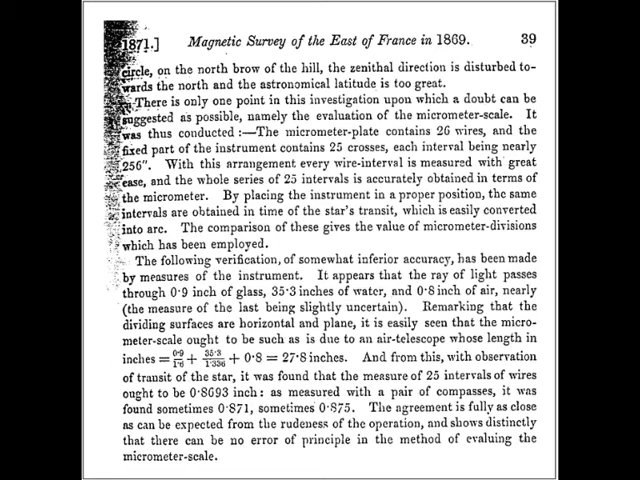 1871.] Magnetic Survey of the East of France in 1869. 39
circle, on the north brow of the hill, the zenithal direction is disturbed to-
wards the north and the astronomical latitude is too great.
There is only one point in this investigation upon which a doubt can be
suggested as possible, namely the evaluation of the micrometer-scale. It
was thus conducted :—The micrometer-plate contains 26 wires, and the
fixed part of the instrument contains 25 crosses, each interval being nearly
256″. With this arrangement every wire-interval is measured with great
ease, and the whole series of 25 intervals is accurately obtained in terms of
the micrometer. By placing the instrument in a proper position, the same
intervals are obtained in time of the star's transit, which is easily converted
into arc. The comparison of these gives the value of micrometer-divisions
which has been employed.
The following verification, of somewhat inferior accuracy, has been made
by measures of the instrument. It appears that the ray of light passes
through 0·9 inch of glass, 35·3 inches of water, and 0·8 inch of air, nearly
(the measure of the last being slightly uncertain). Remarking that the
dividing surfaces are horizontal and plane, it is easily seen that the micro-
meter-scale ought to be such as is due to an air-telescope whose length in
inches = 0·9/1·6 + 35·3/1·336 + 0·8 = 27·8 inches. And from this, with observation
of transit of the star, it was found that the measure of 25 intervals of wires
ought to be 0·8693 inch: as measured with a pair of compasses, it was
found sometimes 0·871, sometimes 0·875. The agreement is fully as close
as can be expected from the rudeness of the operation, and shows distinctly
that there can be no error of principle in the method of evaluing the
micrometer-scale.